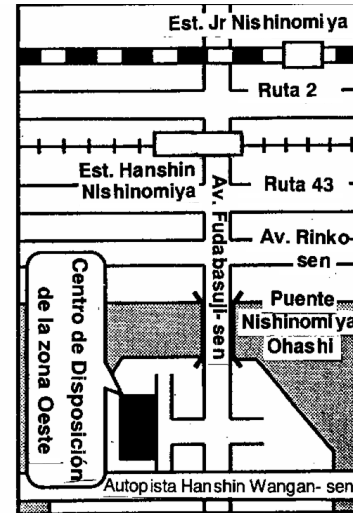 Est. Jr Nishinomiya
Ruta 2
Est. Hanshin
Nishinomiya
Ruta 43
Av. Fudabasuji- sen
Av. Rinko-
sen
Puente
Nishinomiya
Ohashi
Centro de Disposición
de la zona Oeste
Autopista Hanshin Wangan- sen